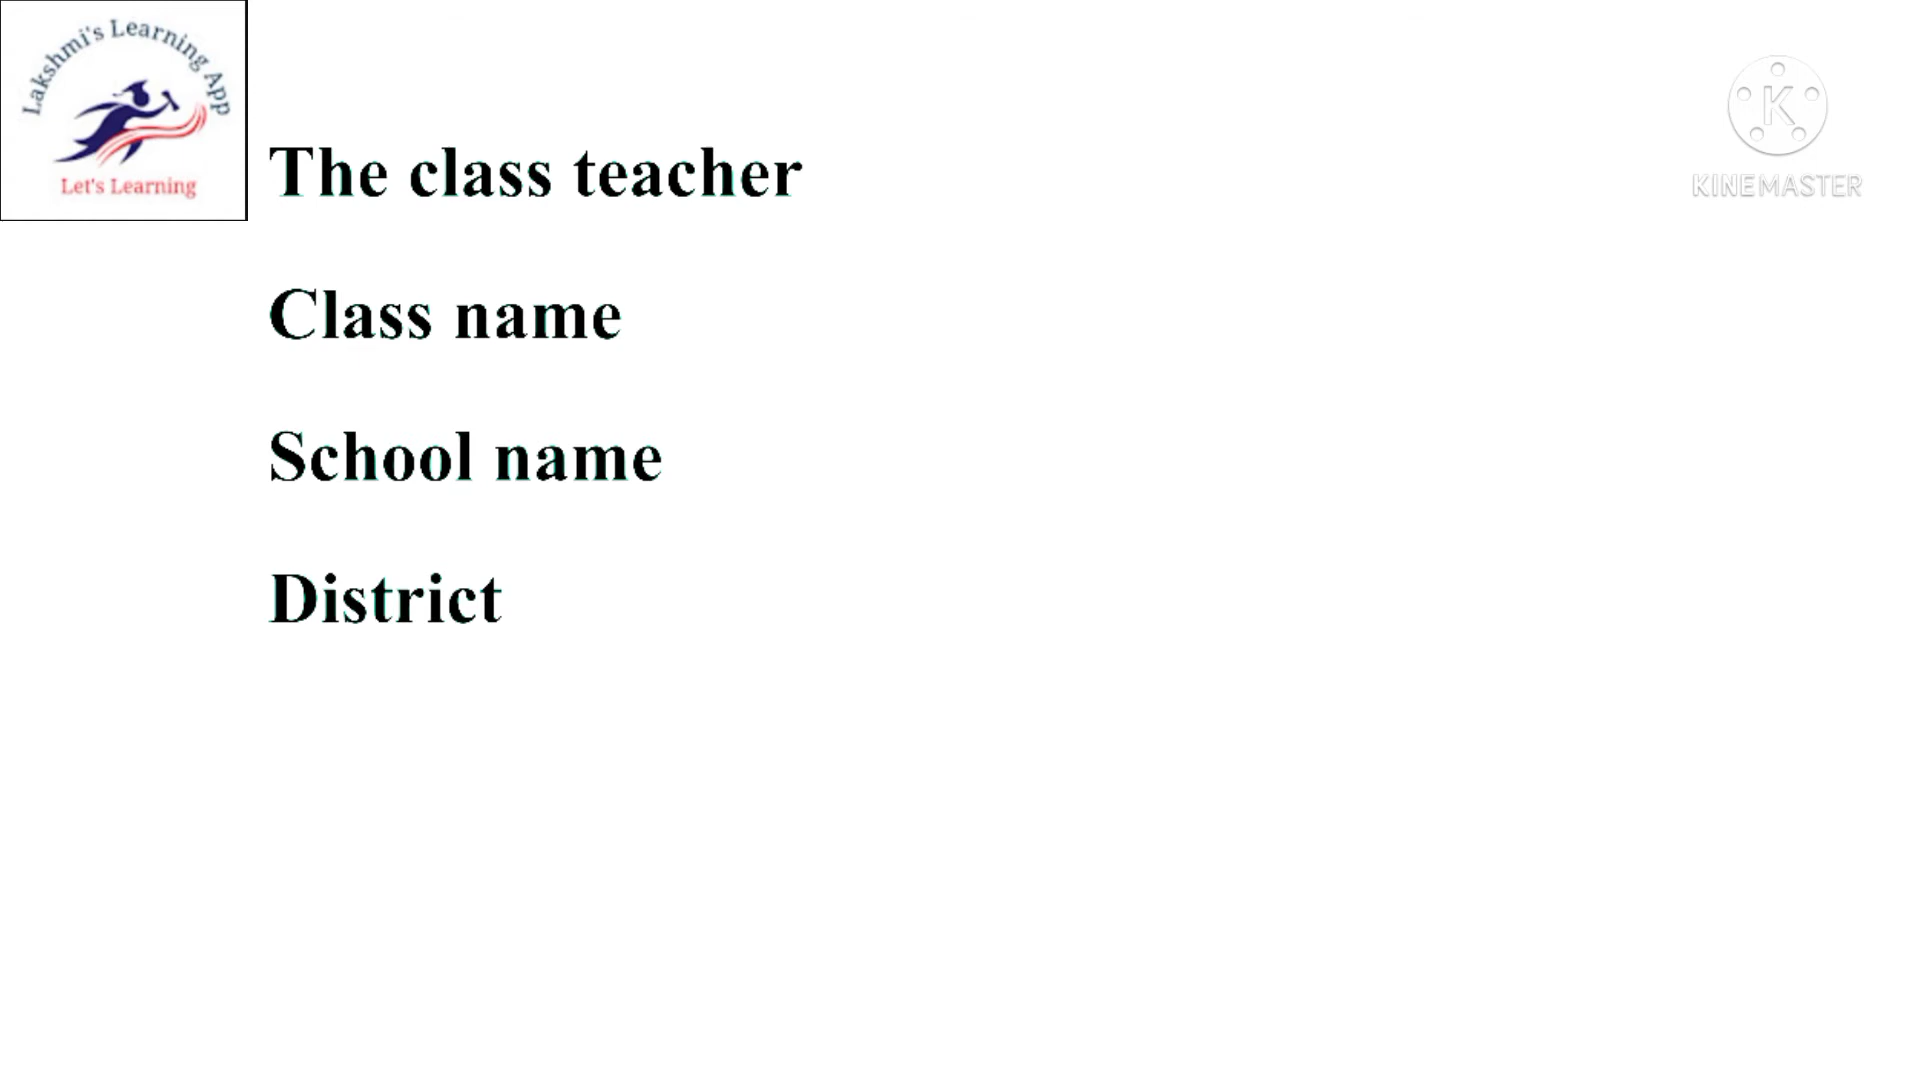 Lakshmi's Learning App
Let's Learning
KINEMASTER
The class teacher
Class name
School name
District